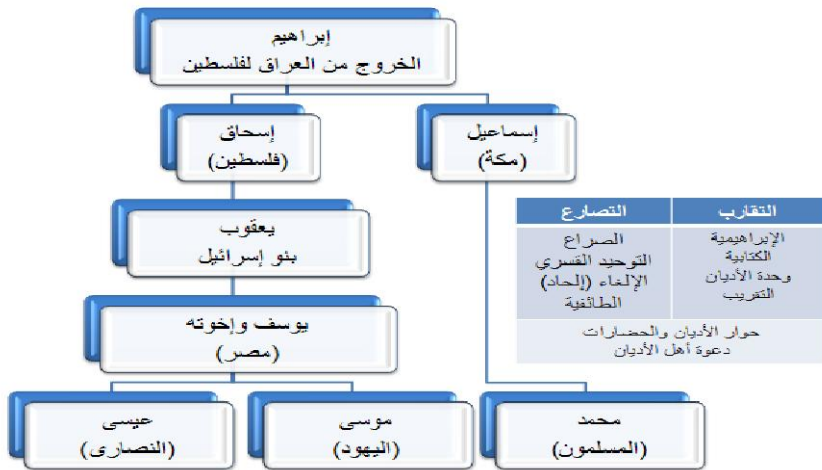 إبراهيم
الخروج من العراق لفلسطين
إسماعيل
(مكة)
إسحاق
(فلسطين)
يعقوب
بنو إسرائيل
يوسف وإخوته
(مصر)
محمد
(المسلمون)
موسى
(اليهود)
عيسى
(النصارى)
التقارب
التصارع
الإبراهيمية
الكتابية
وحدة الأديان
التقريب
الصراع
التوحيد القسري
الإلغاء (إلحاد)
الطائفية
حوار الأديان والحضارات
دعوة أهل الأديان